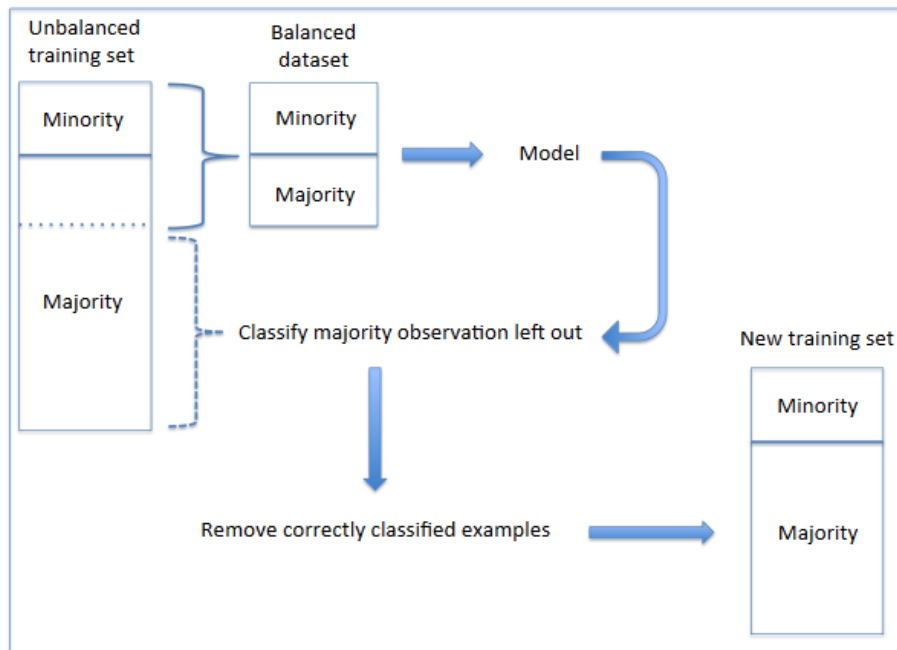 Unbalanced
training set
Balanced
dataset
Minority
Minority
Model
Majority
Majority
Classify majority observation left out
New training set
Minority
Remove correctly classified examples
Majority